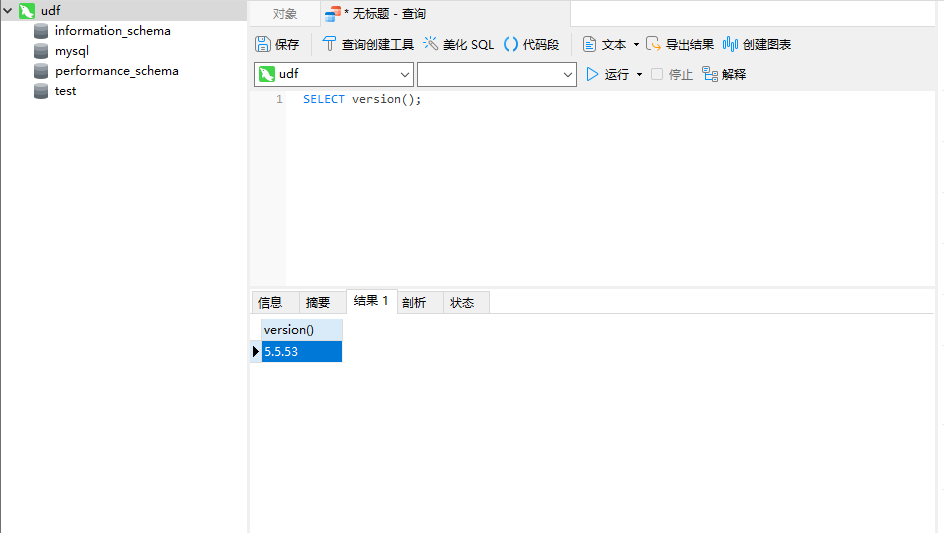 udf
information_schema
mysql
performance_schema
test
对象
* 无标题 - 查询
保存 查询创建工具 美化 SQL 代码段 文本 导出结果 创建图表
udf 运行 停止 解释
1 SELECT version();
信息 摘要 结果 1 剖析 状态
version()
5.5.53